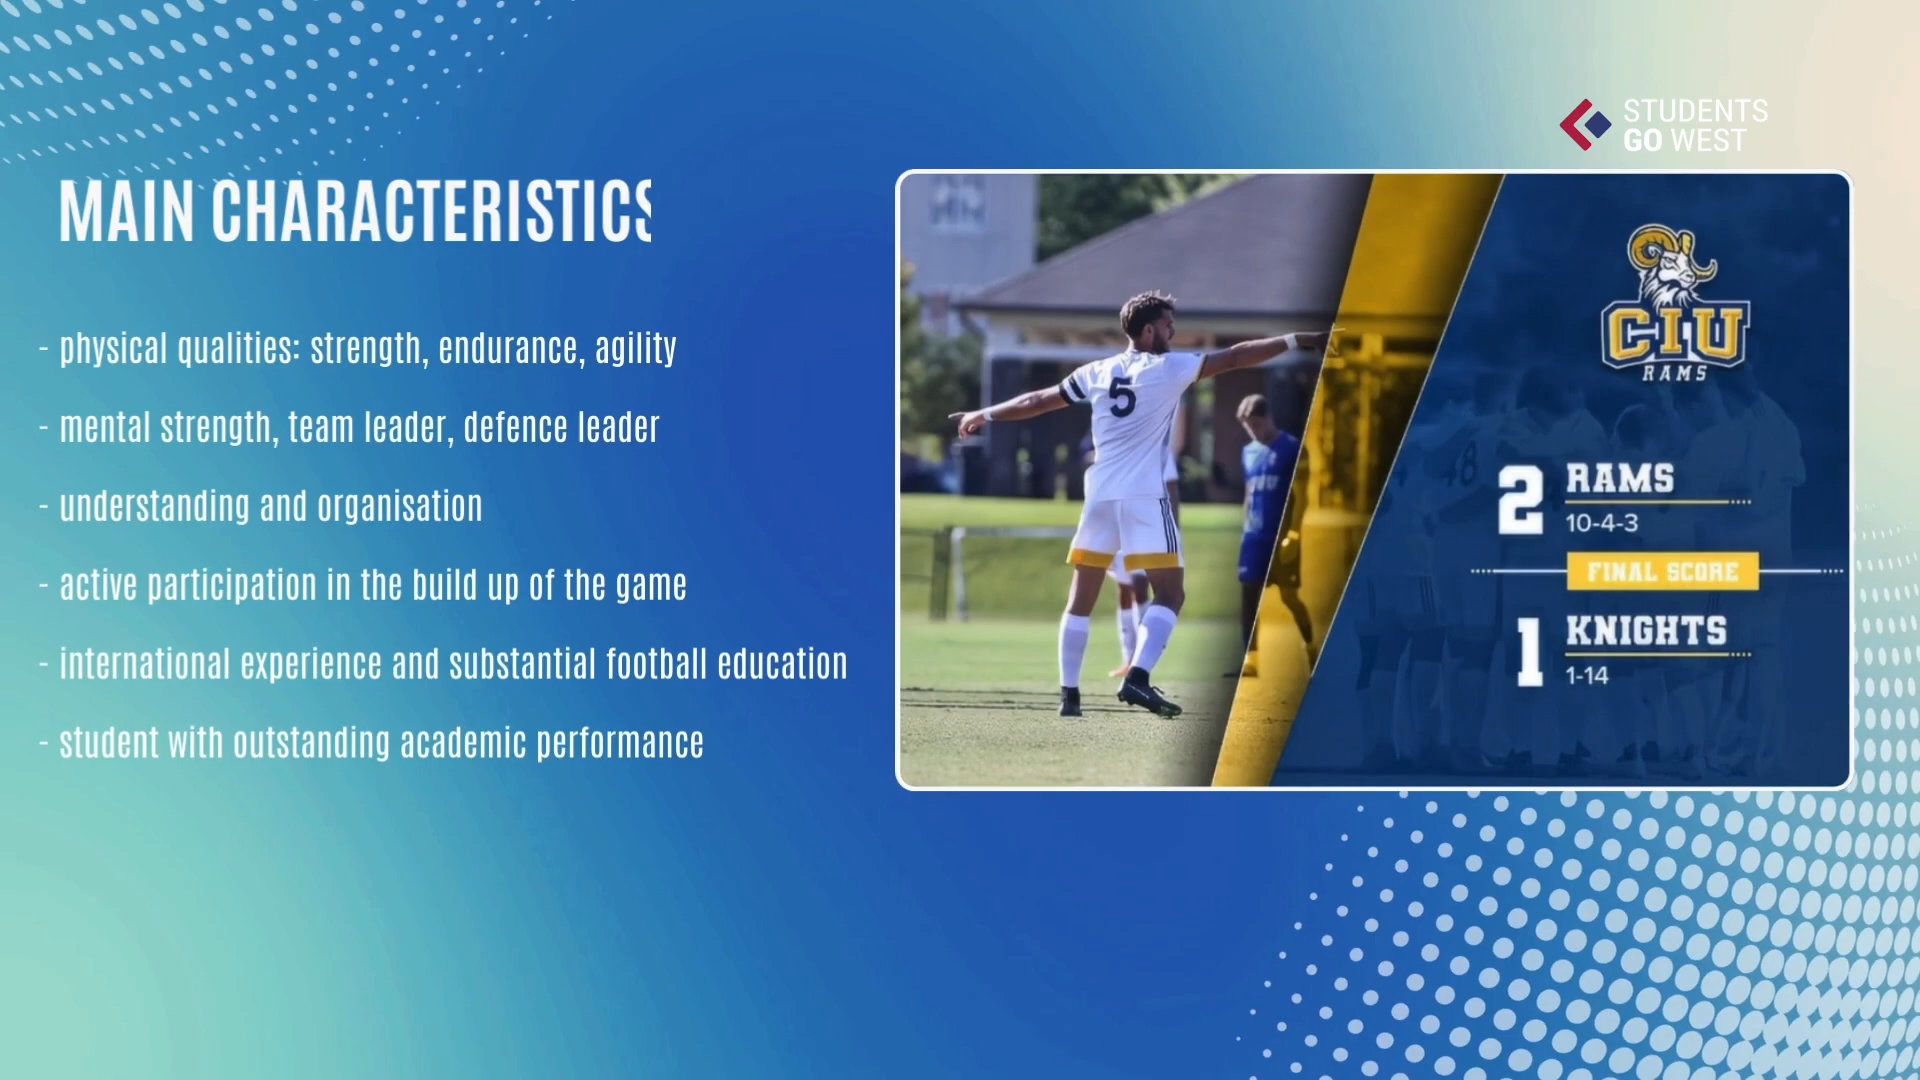 STUDENTS
GO WEST
MAIN CHARACTERISTICS
- physical qualities: strength, endurance, agility
- mental strength, team leader, defence leader
- understanding and organisation
- active participation in the build up of the game
- international experience and substantial football education
- student with outstanding academic performance
5
CIU
RAMS
2 RAMS
10-4-3
FINAL SCORE
1 KNIGHTS
1-14